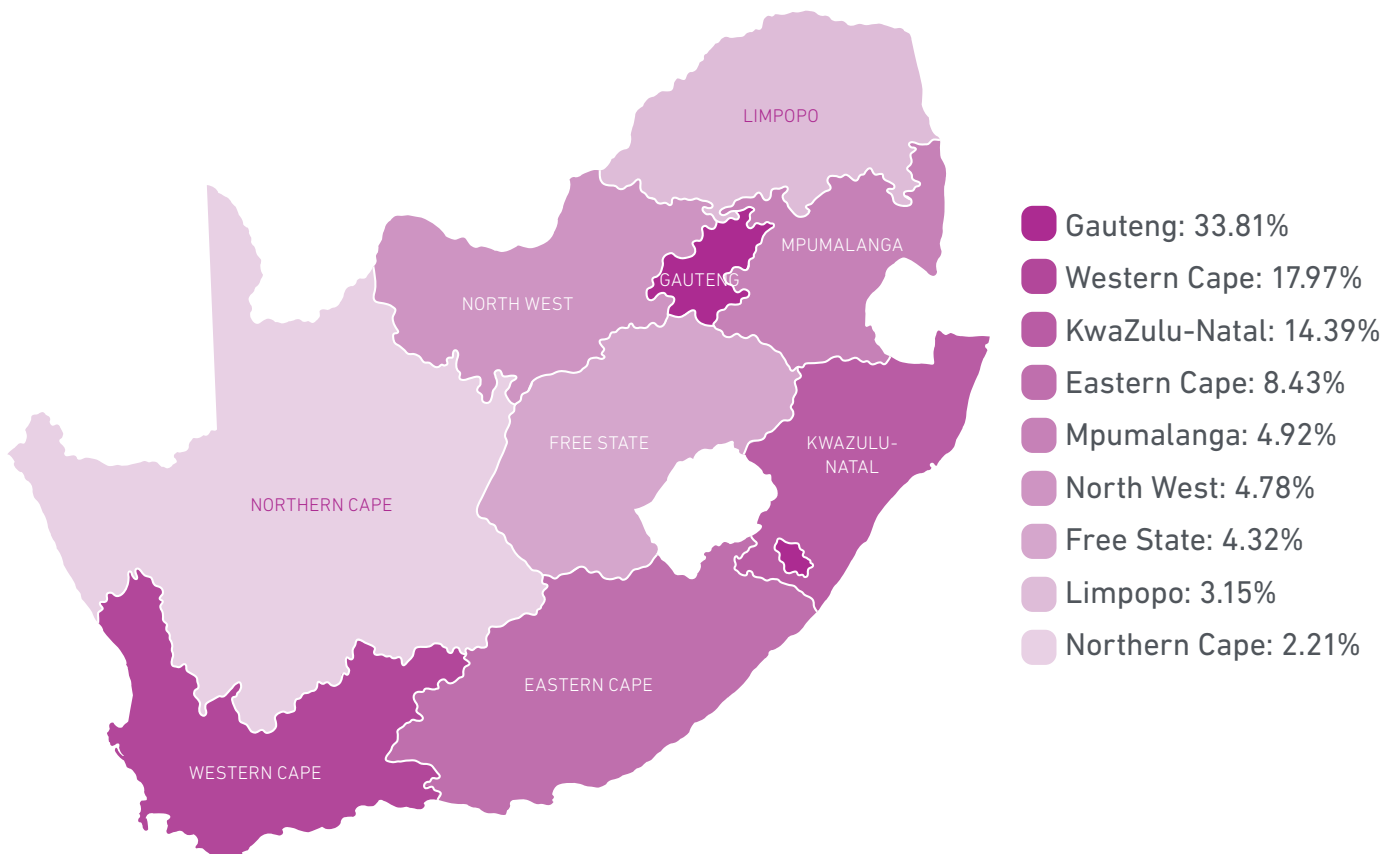 LIMPOPO
MPUMALANGA
GAUTENG
NORTH WEST
FREE STATE
KWAZULU-
NATAL
NORTHERN CAPE
EASTERN CAPE
WESTERN CAPE
Gauteng: 33.81%
Western Cape: 17.97%
KwaZulu-Natal: 14.39%
Eastern Cape: 8.43%
Mpumalanga: 4.92%
North West: 4.78%
Free State: 4.32%
Limpopo: 3.15%
Northern Cape: 2.21%